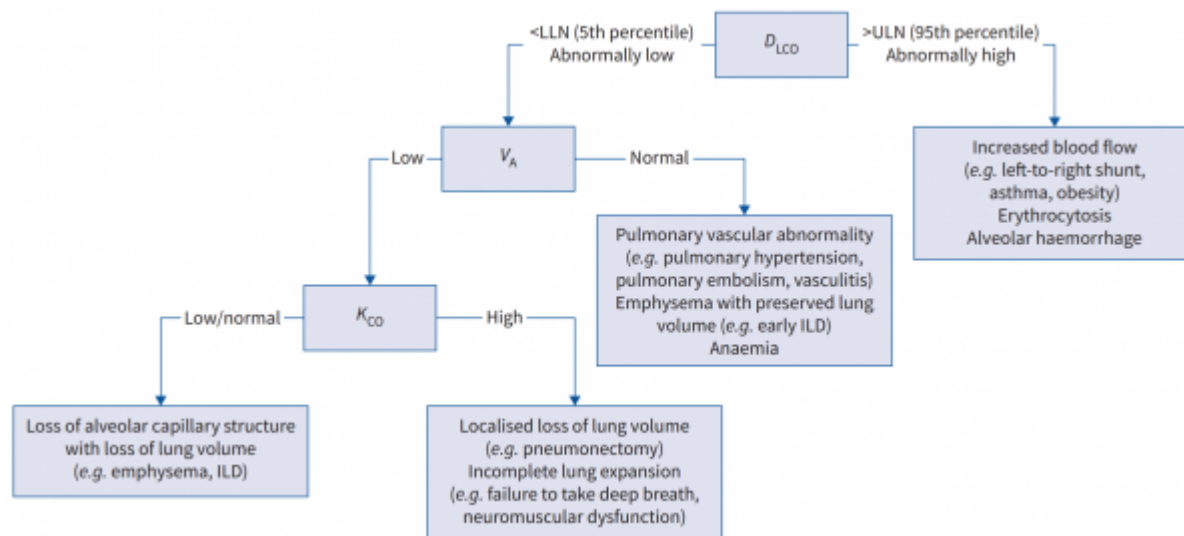 <LLN (5th percentile)
Abnormally low
DLCO
>ULN (95th percentile)
Abnormally high
Low
VA
Normal
Increased blood flow
(e.g. left-to-right shunt,
asthma, obesity)
Erythrocytosis
Alveolar haemorrhage
Pulmonary vascular abnormality
(e.g. pulmonary hypertension,
pulmonary embolism, vasculitis)
Emphysema with preserved lung
volume (e.g. early ILD)
Anaemia
Low/normal
KCO
High
Loss of alveolar capillary structure
with loss of lung volume
(e.g. emphysema, ILD)
Localised loss of lung volume
(e.g. pneumonectomy)
Incomplete lung expansion
(e.g. failure to take deep breath,
neuromuscular dysfunction)